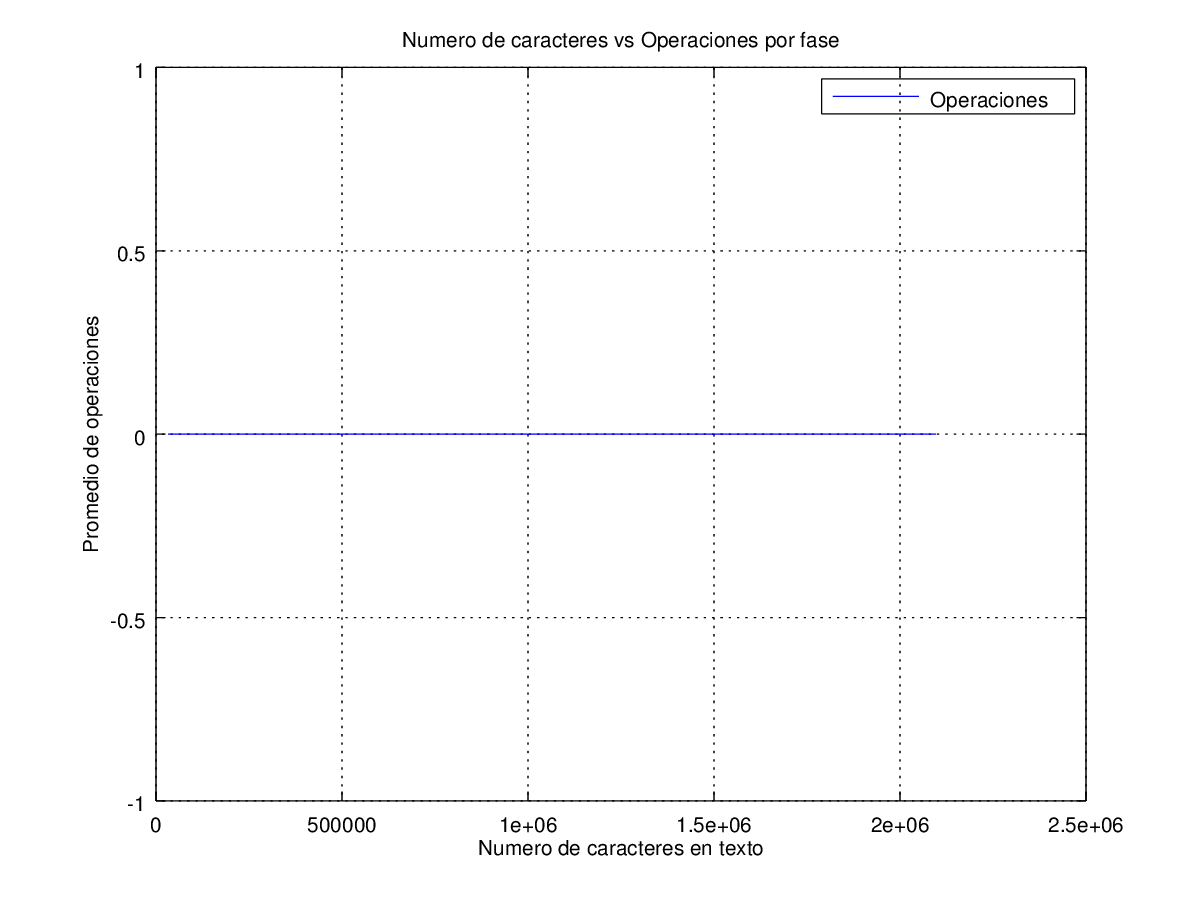 Numero de caracteres vs Operaciones por fase
1
Operaciones
0.5
Promedio de operaciones
0
-0.5
-1
0 500000 1e+06 1.5e+06 2e+06 2.5e+06
Numero de caracteres en texto